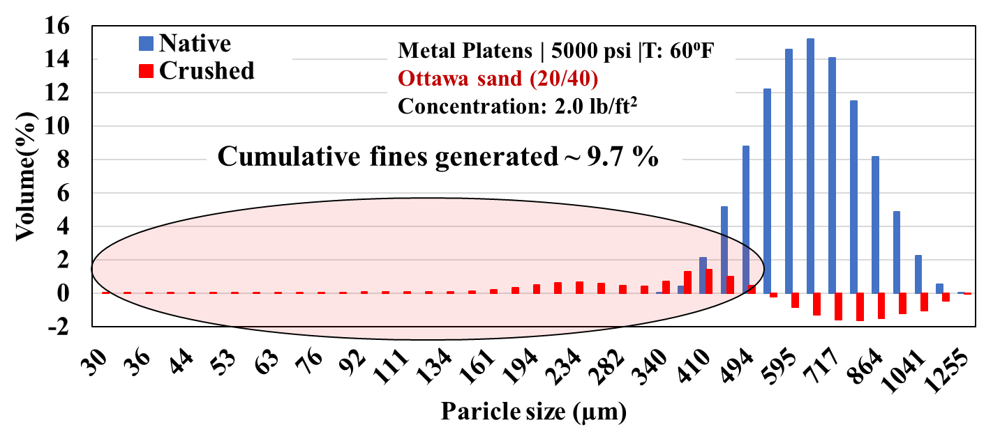 16
14
12
10
8
6
4
2
0
-2
Volume(%)
Native
Crushed
Metal Platens | 5000 psi |T: 60⁰F
Ottawa sand (20/40)
Concentration: 2.0 lb/ft²
Cumulative fines generated ~ 9.7 %
30 36 44 53 63 76 92 111 134 161 194 234 282 340 410 494 595 717 864 1041 1255
Paricle size (µm)